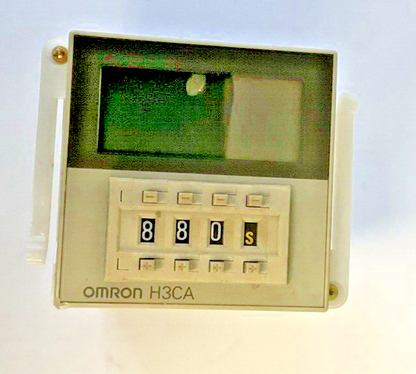 - - - -
880s
+ + + +
OMRON H3CA